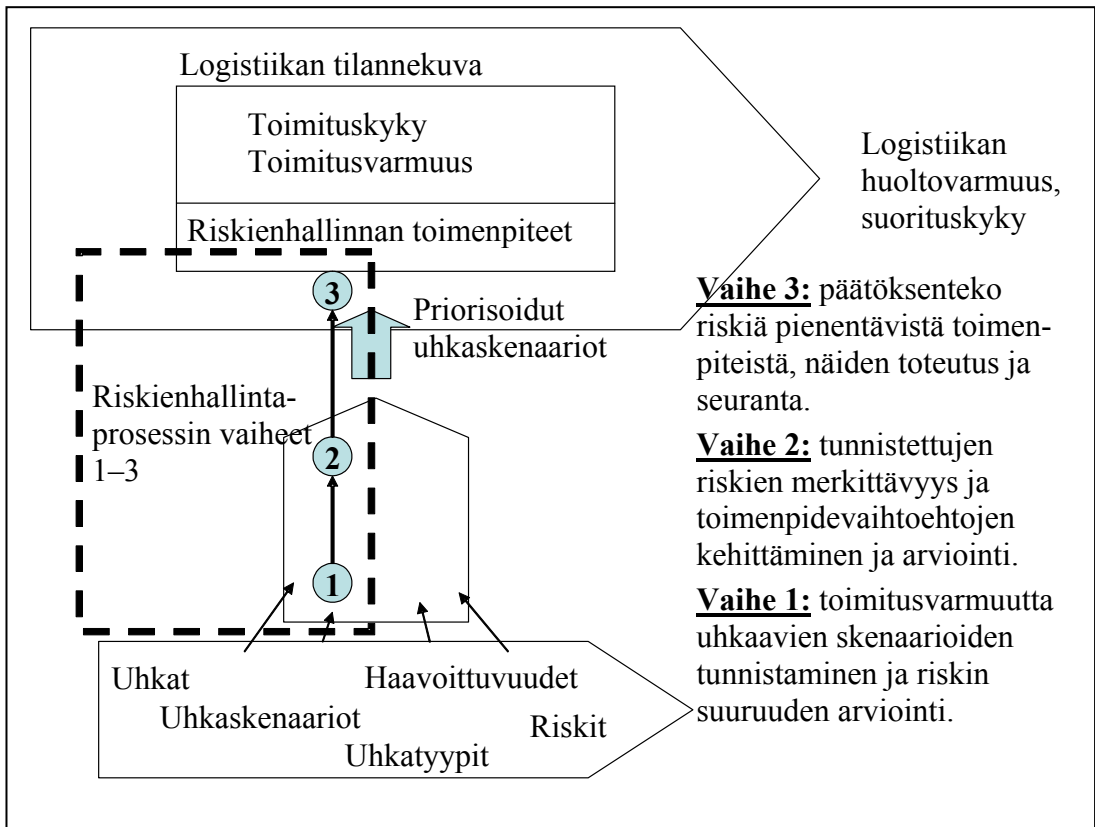 Logistiikan tilannekuva
Toimituskyky
Toimitusvarmuus
Riskienhallinnan toimenpiteet
Logistiikan
huoltovarmuus,
suorituskyky
3
Priorisoidut
uhkaskenaariot
Riskienhallinta-
prosessin vaiheet
1–3
2
1
Vaihe 3: päätöksenteko
riskiä pienentävistä toimen-
piteistä, näiden toteutus ja
seuranta.
Vaihe 2: tunnistettujen
riskien merkittävyys ja
toimenpidevaihtoehtojen
kehittäminen ja arviointi.
Vaihe 1: toimitusvarmuutta
uhkaavien skenaarioiden
tunnistaminen ja riskin
suuruuden arviointi.
Uhkat
Haavoittuvuudet
Uhkaskenaariot
Riskit
Uhkatyypit